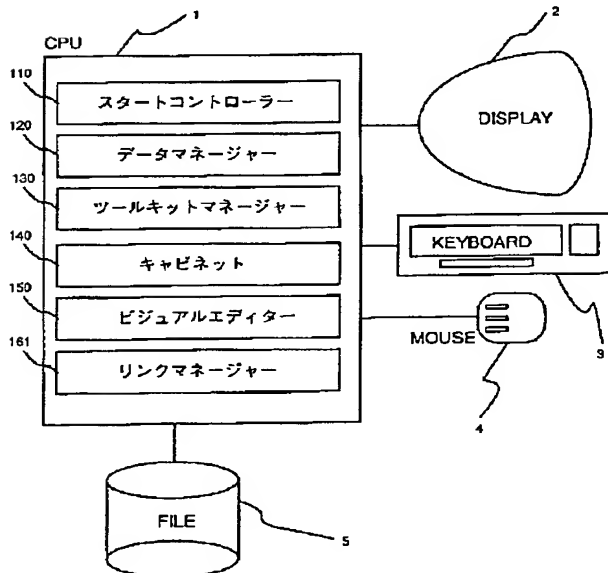 1
2
CPU
110
スタートコントローラー
DISPLAY
120
データマネージャー
130
ツールキットマネージャー
KEYBOARD
140
キャビネット
150
ビジュアルエディター
MOUSE
3
161
リンクマネージャー
4
FILE
5